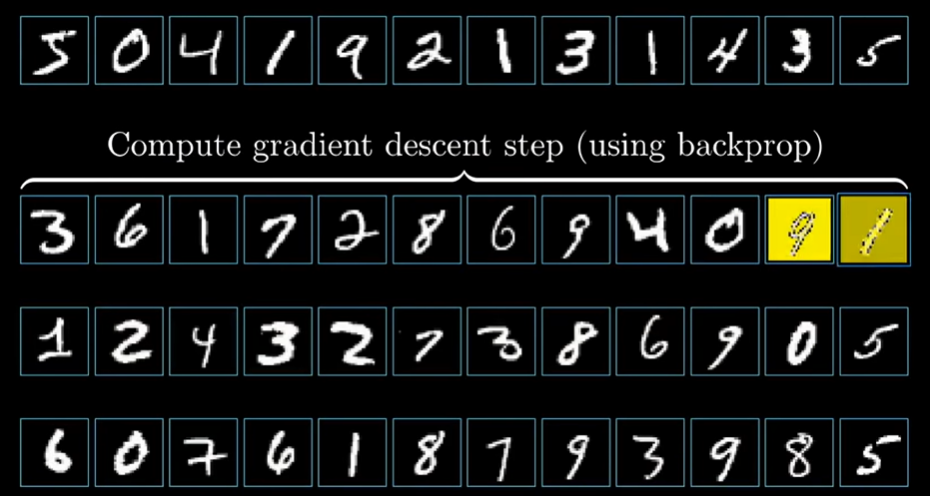 5 0 4 1 9 2 1 3 1 4 3 5
Compute gradient descent step (using backprop)
3 6 1 7 2 8 6 9 4 0 9 1
1 2 4 3 2 7 3 8 6 9 0 5
6 0 7 6 1 8 7 9 3 9 8 5